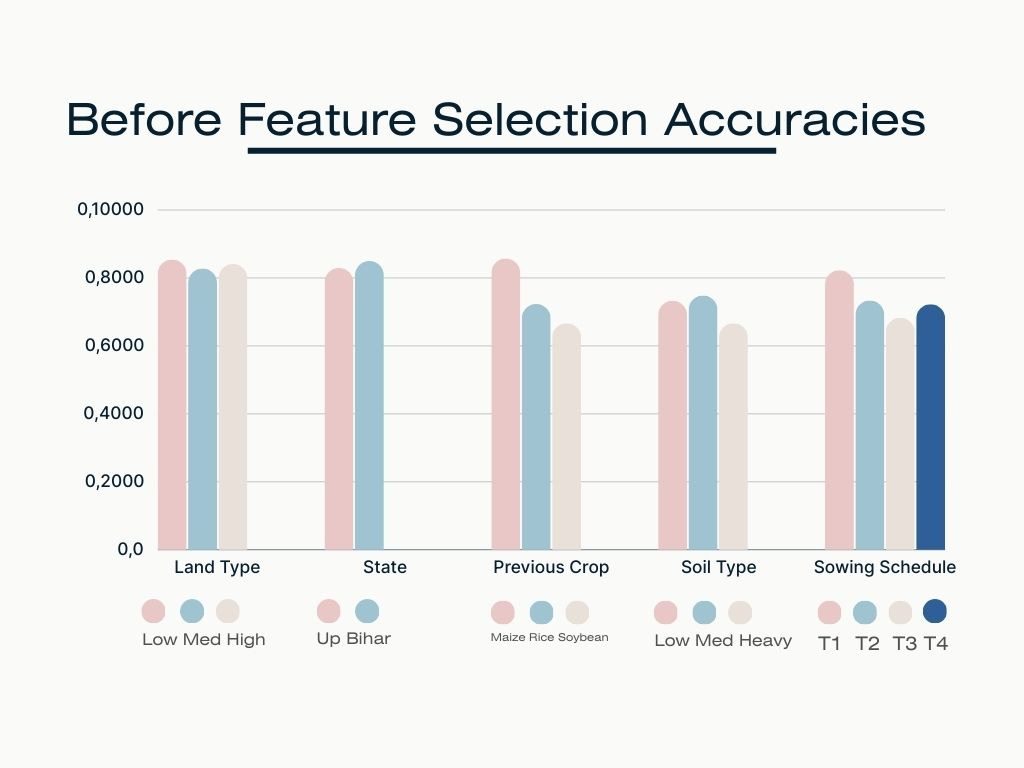 Before Feature Selection Accuracies
0,10000
0,8000
0,6000
0,4000
0,2000
0,0
Land Type State Previous Crop Soil Type Sowing Schedule
Low Med High Up Bihar Maize Rice Soybean Low Med Heavy T1 T2 T3 T4